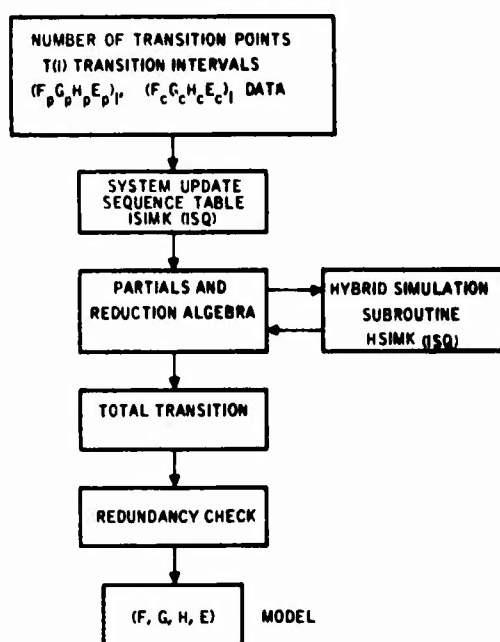 NUMBER OF TRANSITION POINTS
T(I) TRANSITION INTERVALS
(FpGpHpEp)I, (FcGcHcEc)I DATA
SYSTEM UPDATE
SEQUENCE TABLE
ISIMK (ISQ)
PARTIALS AND
REDUCTION ALGEBRA
HYBRID SIMULATION
SUBROUTINE
HSIMK (ISQ)
TOTAL TRANSITION
REDUNDANCY CHECK
(F, G, H, E) MODEL